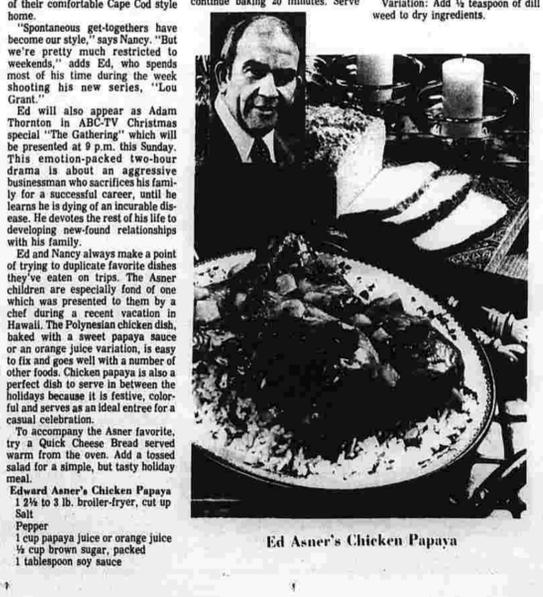 of their comfortable Cape Cod style
home.
"Spontaneous get-togethers have
become our style," says Nancy. "But
we're pretty much restricted to
weekends," adds Ed, who spends
most of his time during the week
shooting his new series, "Lou
Grant."
Ed will also appear as Adam
Thornton in ABC-TV Christmas
special "The Gathering" which will
be presented at 9 p.m. this Sunday.
This emotion-packed two-hour
drama is about an aggressive
businessman who sacrifices his fami-
ly for a successful career, until he
learns he is dying of an incurable dis-
ease. He devotes the rest of his life to
developing new-found relationships
with his family.
Ed and Nancy always make a point
of trying to duplicate favorite dishes
they've eaten on trips. The Asner
children are especially fond of one
which was presented to them by a
chef during a recent vacation in
Hawaii. The Polynesian chicken dish,
baked with a sweet papaya sauce
or an orange juice variation, is easy
to fix and goes well with a number of
other foods. Chicken papaya is also a
perfect dish to serve in between the
holidays because it is festive, color-
ful and serves as an ideal entree for a
casual celebration.
To accompany the Asner favorite,
try a Quick Cheese Bread served
warm from the oven. Add a tossed
salad for a simple, but tasty holiday
meal.
Edward Asner's Chicken Papaya
1 2½ to 3 lb. broiler-fryer, cut up
Salt
Pepper
1 cup papaya juice or orange juice
½ cup brown sugar, packed
1 tablespoon soy sauce
continue baking 20 minutes. Serve
Variation: Add ½ teaspoon of dill
weed to dry ingredients.
Ed Asner's Chicken Papaya